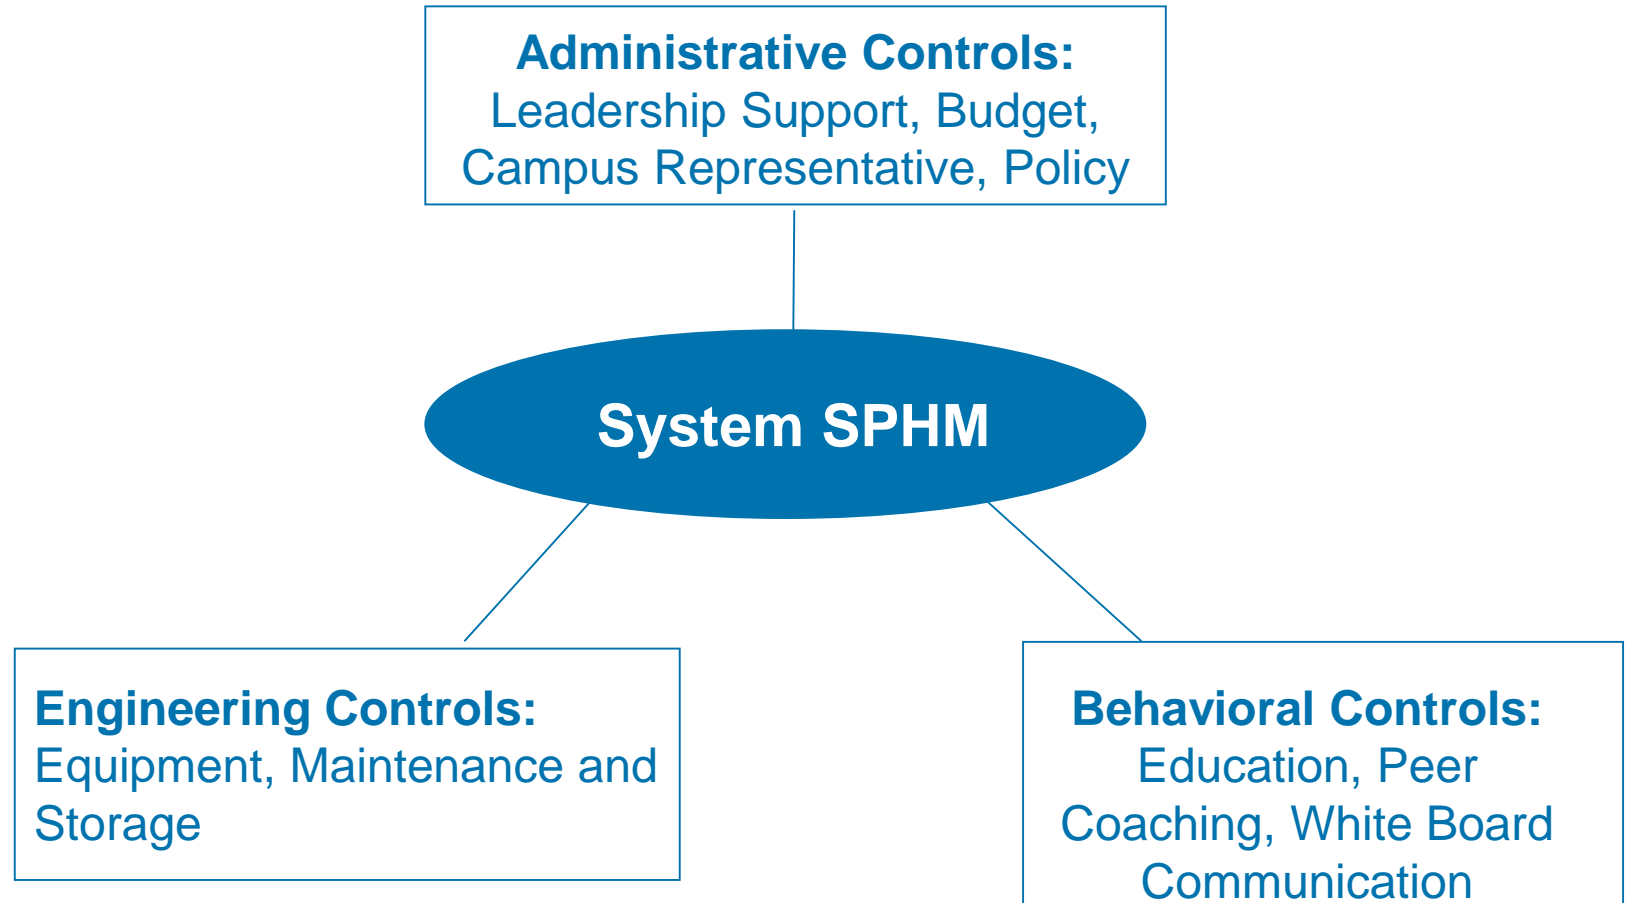 Administrative Controls:
Leadership Support, Budget,
Campus Representative, Policy
System SPHM
Engineering Controls:
Equipment, Maintenance and
Storage
Behavioral Controls:
Education, Peer
Coaching, White Board
Communication